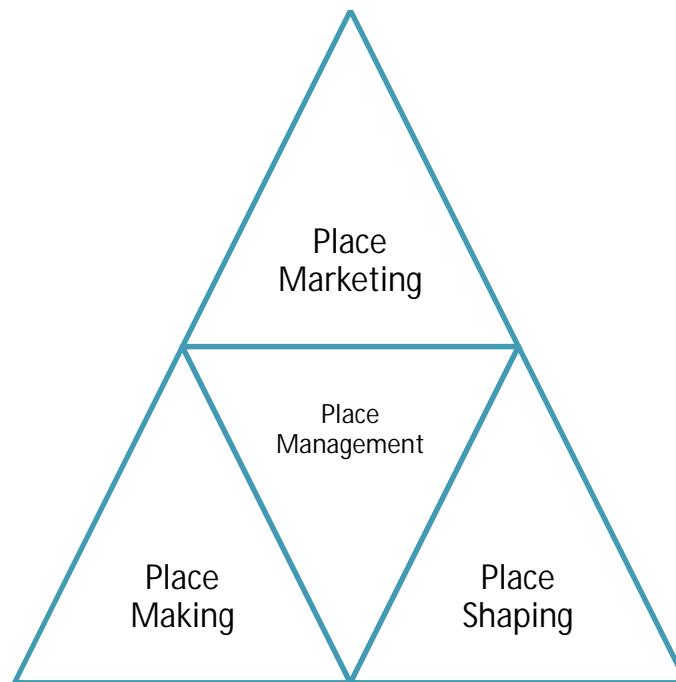 Place
Marketing
Place
Management
Place
Making
Place
Shaping